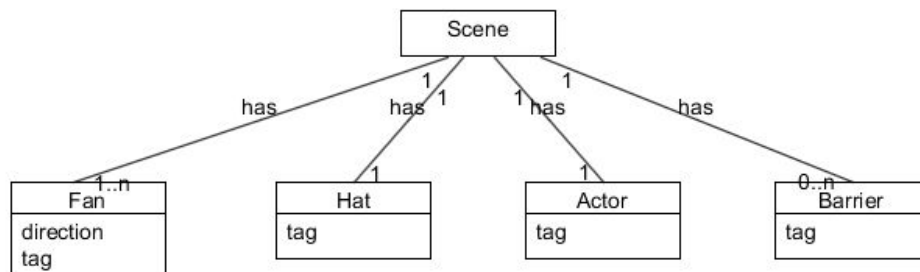 Scene
1 1 1 1
has has has has
1..n 1 1 0..n
Fan Hat Actor Barrier
direction tag tag tag
tag